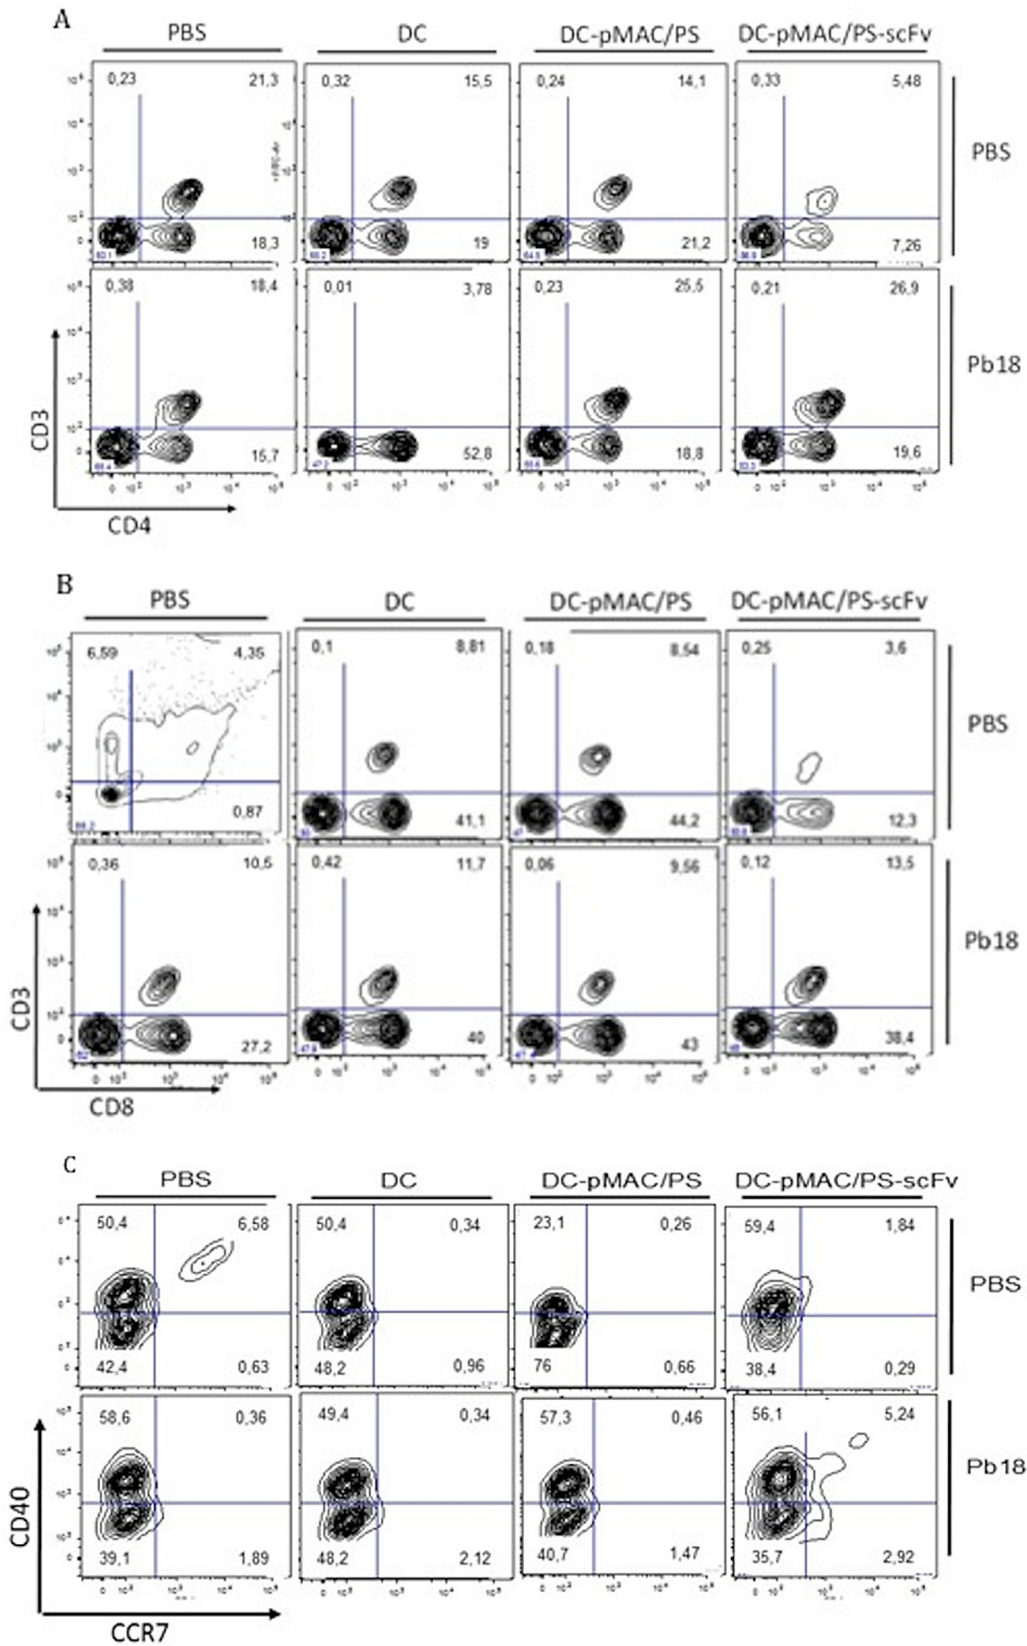 A
PBS DC DC-pMAC/PS DC-pMAC/PS-scFv
0,23 21,3 0,32 15,5 0,24 14,1 0,33 5,48
PBS
18,3 19 21,2 7,26
0,38 18,4 0,01 3,78 0,23 25,5 0,21 26,9
Pb18
CD3
15,7 52,8 18,8 19,6
CD4
B
PBS DC DC-pMAC/PS DC-pMAC/PS-scFv
6,59 4,35 0,1 8,81 0,18 8,54 0,25 3,6
PBS
0,87 41,1 44,2 12,3
0,36 10,5 0,42 11,7 0,06 9,56 0,12 13,5
Pb18
CD3
27,2 40 43 38,4
CD8
C
PBS DC DC-pMAC/PS DC-pMAC/PS-scFv
50,4 6,58 50,4 0,34 23,1 0,26 59,4 1,84
PBS
42,4 0,63 48,2 0,96 76 0,66 38,4 0,29
58,6 0,36 49,4 0,34 57,3 0,46 56,1 5,24
Pb18
CD40
39,1 1,89 48,2 2,12 40,7 1,47 35,7 2,92
CCR7